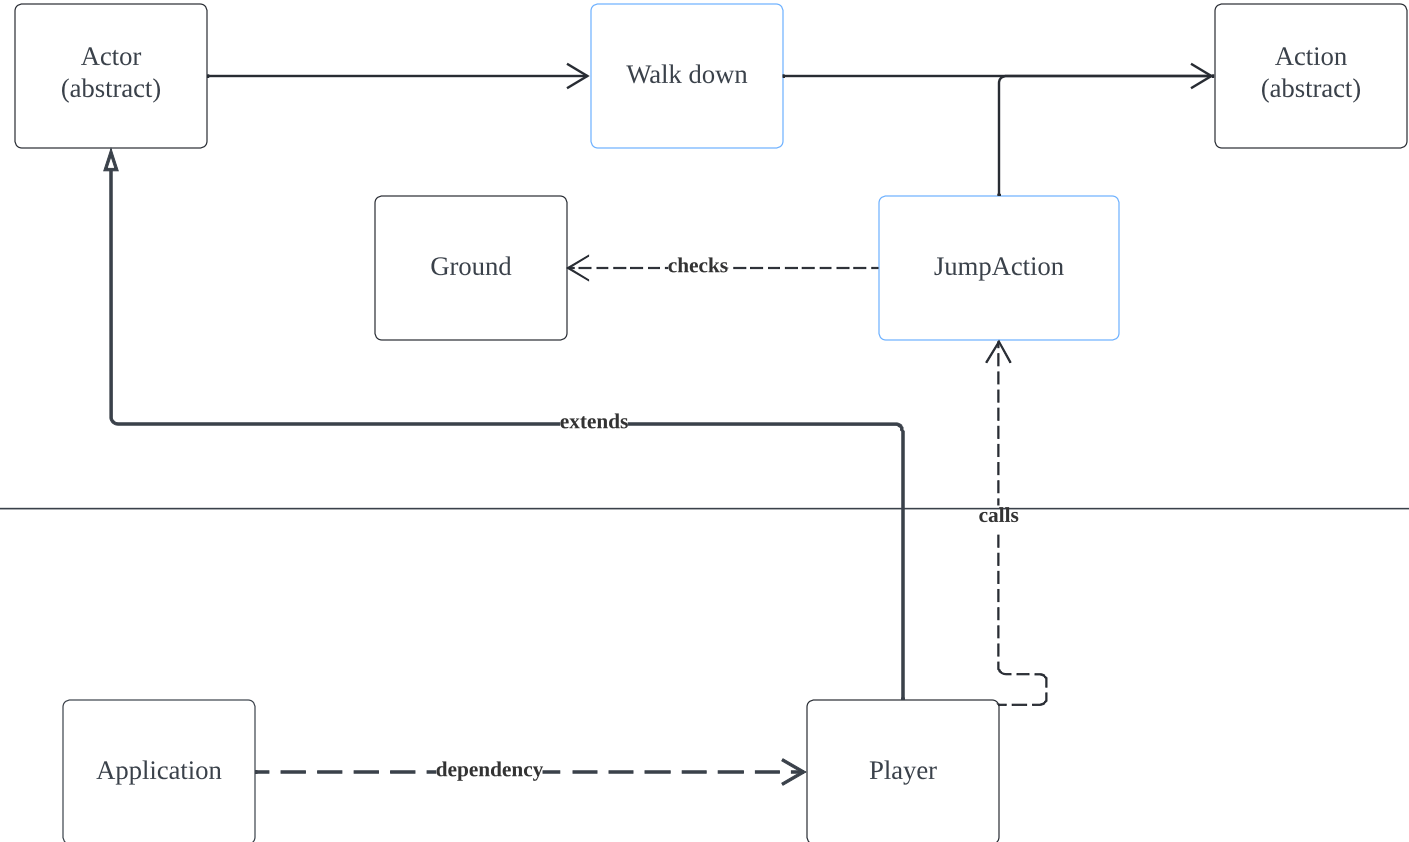 Actor
(abstract)
Walk down
Action
(abstract)
Ground
checks
JumpAction
extends
calls
Application
dependency
Player